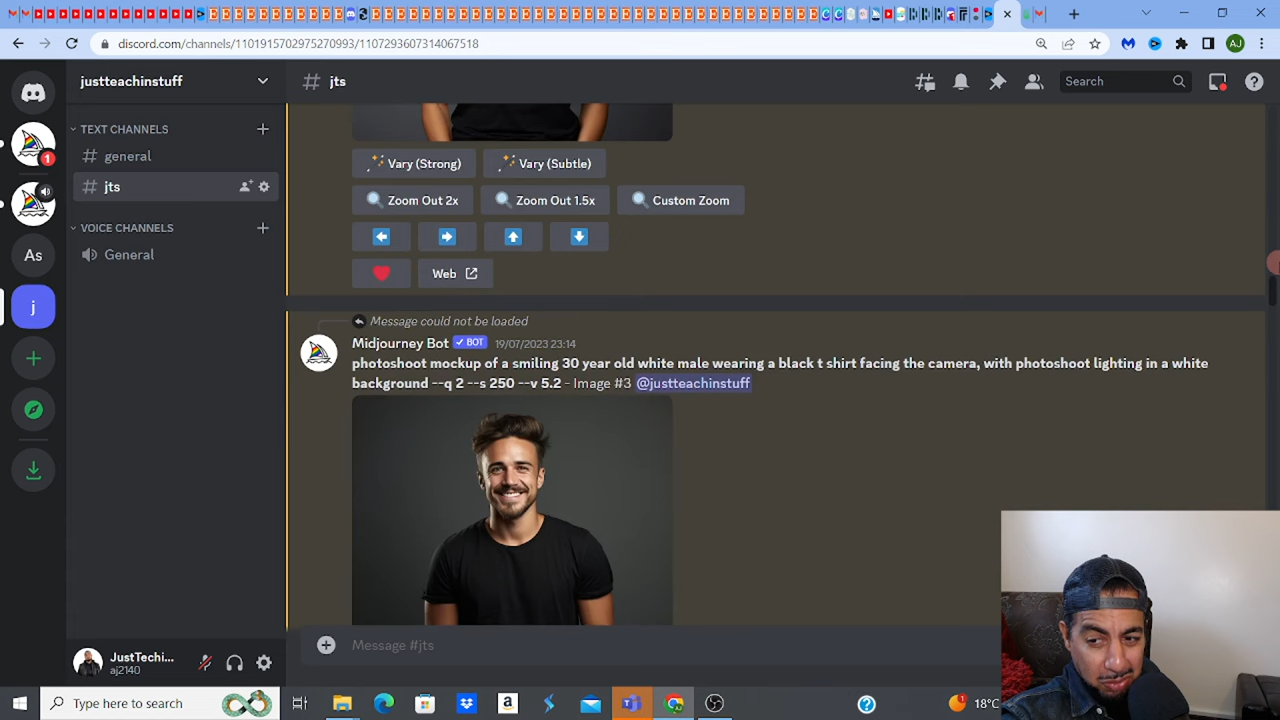 discord.com/channels/1101915702975270993/1107293607314067518
AJ
justteachinstuff
jts
Search
TEXT CHANNELS
general
jts
VOICE CHANNELS
General
1
As
j
Vary (Strong)
Vary (Subtle)
Zoom Out 2x
Zoom Out 1.5x
Custom Zoom
Web
Message could not be loaded
Midjourney Bot BOT 19/07/2023 23:14
photoshoot mockup of a smiling 30 year old white male wearing a black t shirt facing the camera, with photoshoot lighting in a white
background --q 2 --s 250 --v 5.2 - Image #3 @justteachinstuff
Message #jts
JustTechi...
aj2140
Type here to search
1
18°C